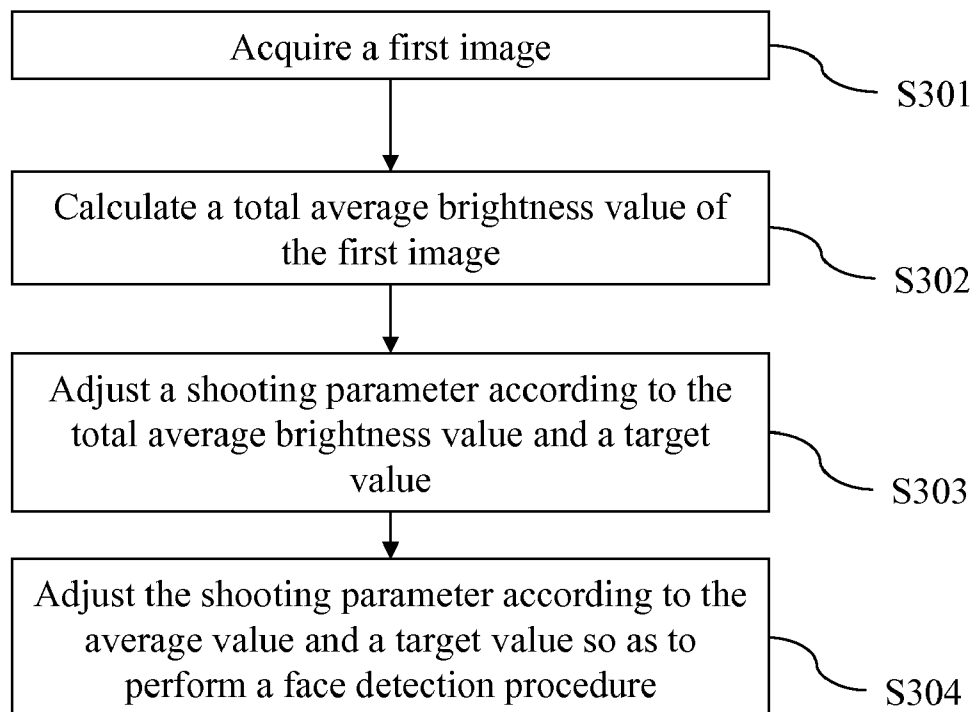 Acquire a first image
S301
Calculate a total average brightness value of
the first image
S302
Adjust a shooting parameter according to the
total average brightness value and a target
value
S303
Adjust the shooting parameter according to the
average value and a target value so as to
perform a face detection procedure
S304